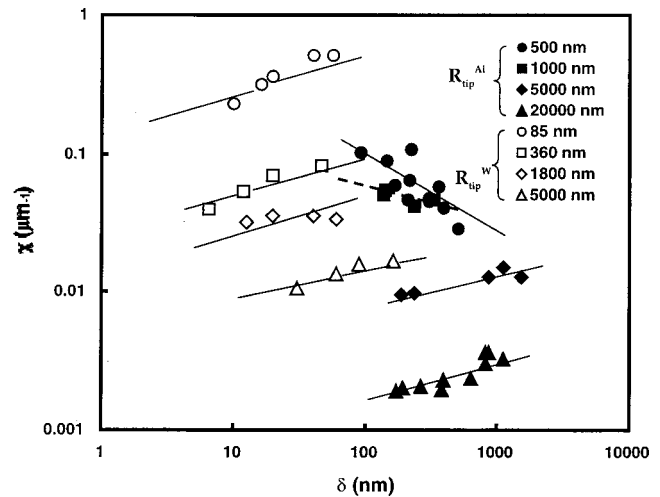 1
0.1
0.01
0.001
χ (μm-1)
1
10
100
1000
10000
δ (nm)
R tip Al
500 nm
1000 nm
5000 nm
20000 nm
R tip W
85 nm
360 nm
1800 nm
5000 nm